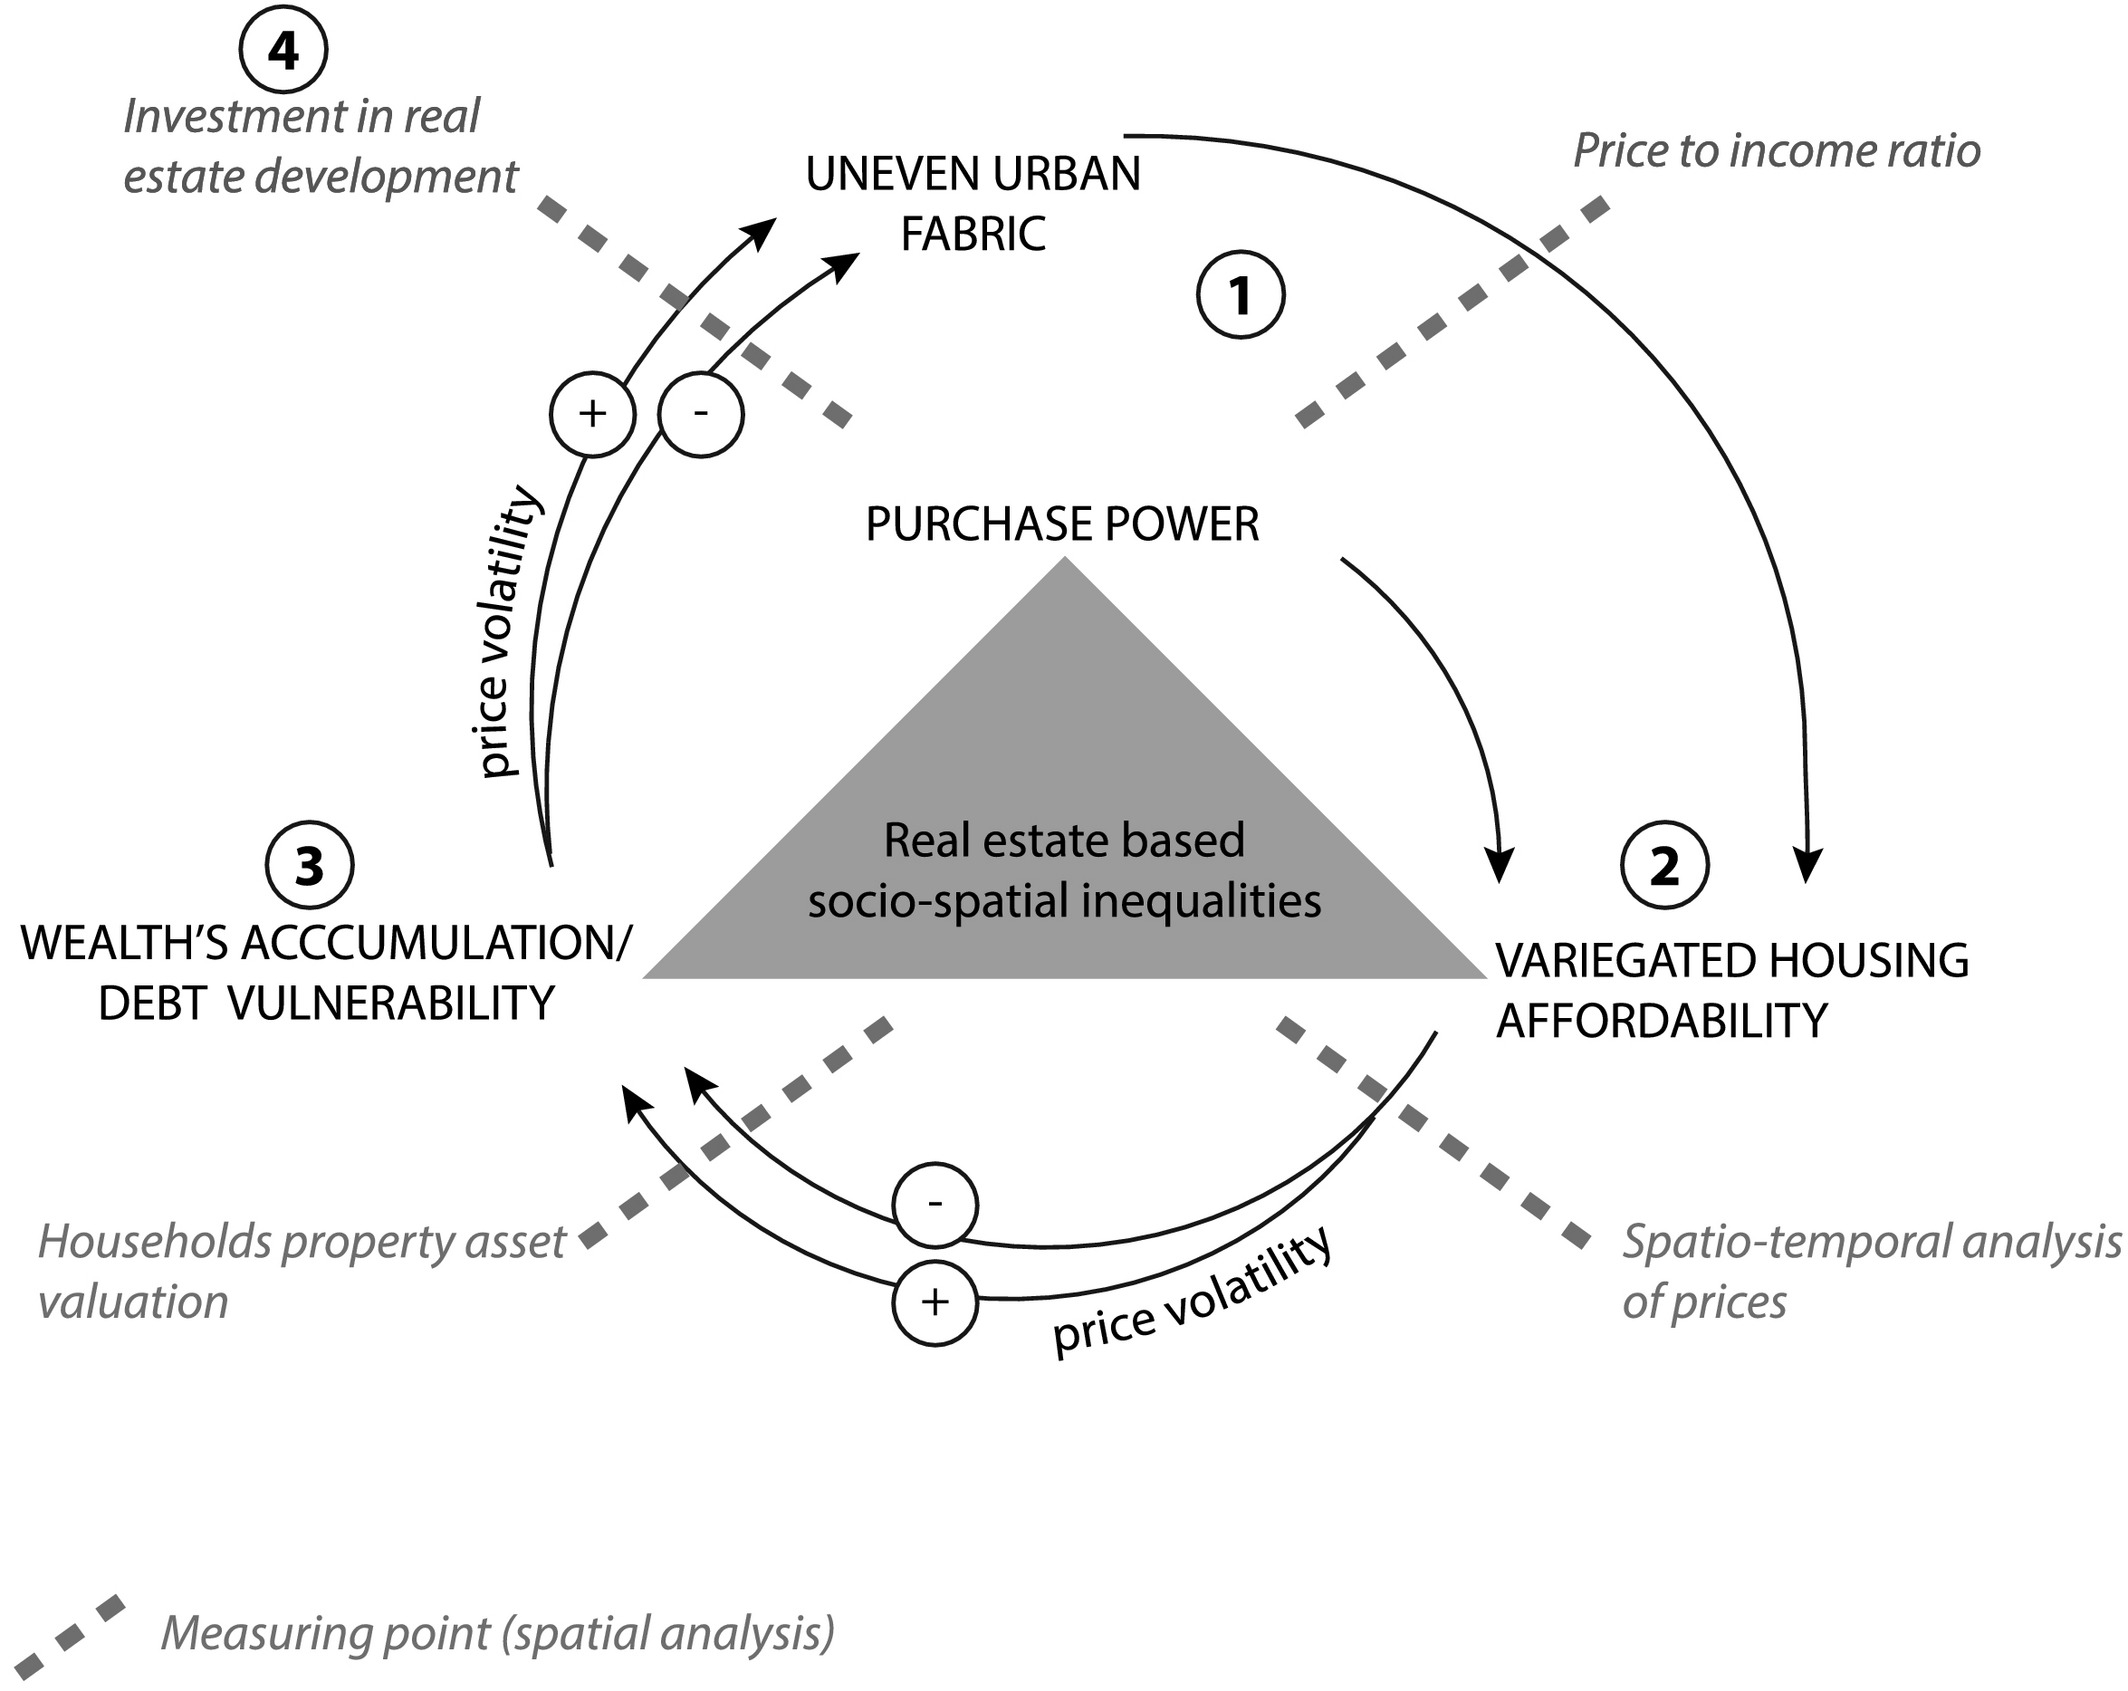 4
Investment in real
estate development
Price to income ratio
UNEVEN URBAN
FABRIC
1
+
-
price volatility
PURCHASE POWER
Real estate based
socio-spatial inequalities
3
WEALTH’S ACCCUMULATION/
DEBT VULNERABILITY
2
VARIEGATED HOUSING
AFFORDABILITY
-
+
price volatility
Households property asset
valuation
Spatio-temporal analysis
of prices
Measuring point (spatial analysis)